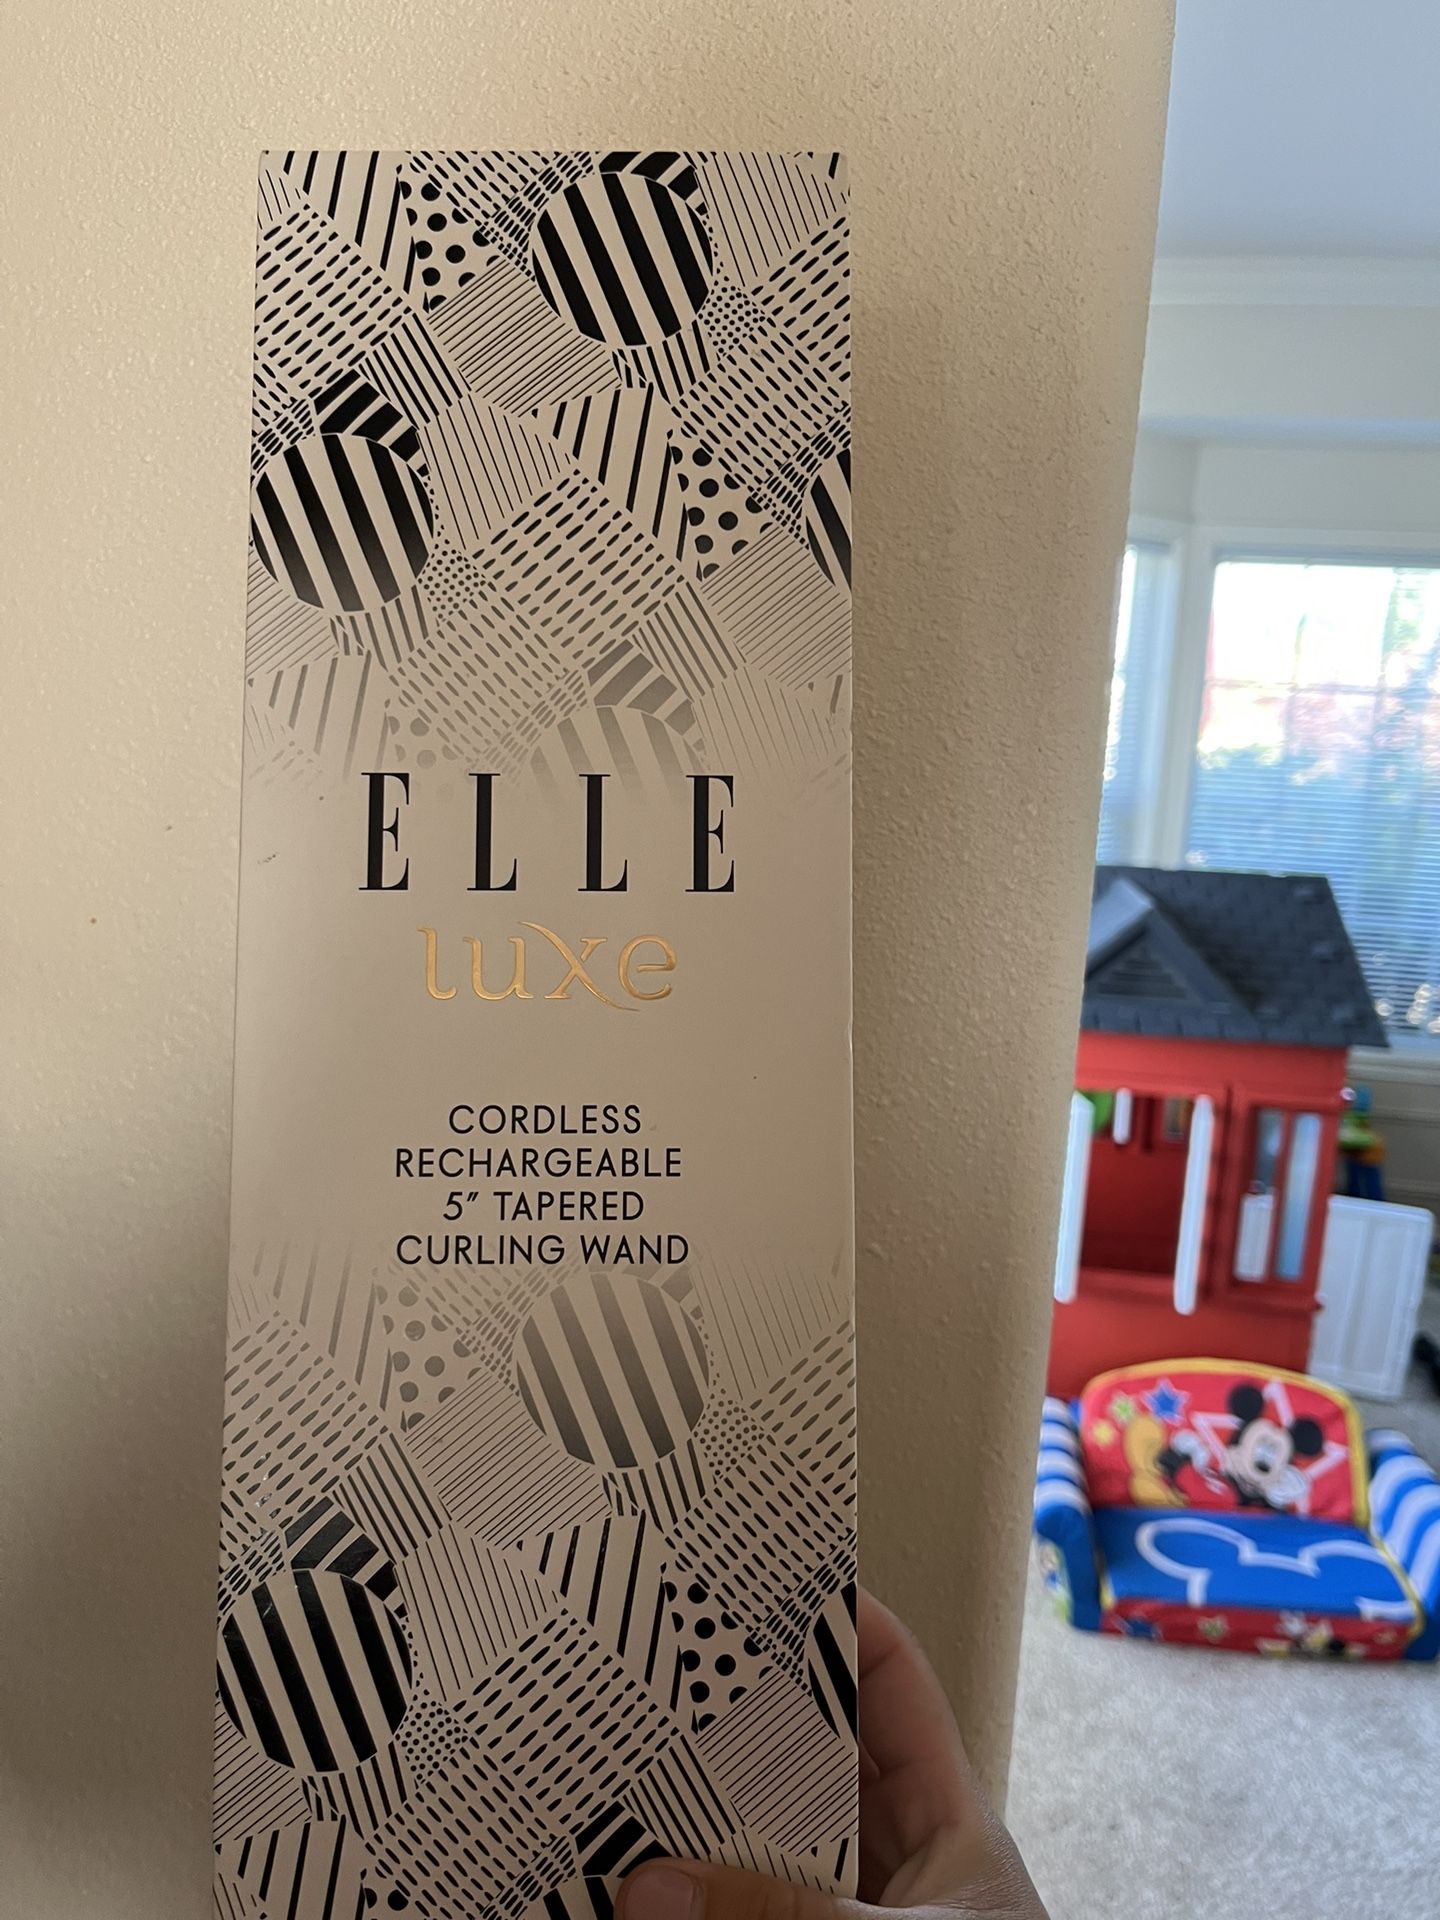 ELLE
luxe
CORDLESS
RECHARGEABLE
5″ TAPERED
CURLING WAND